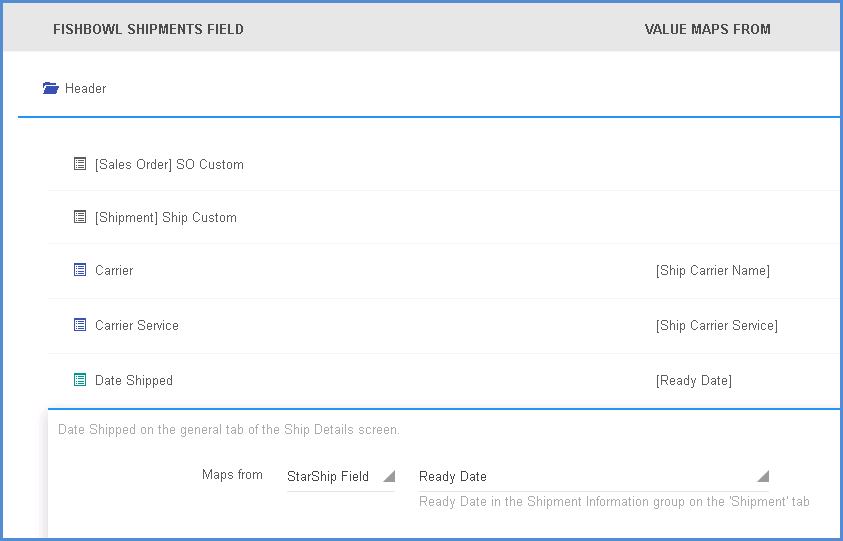 FISHBOWL SHIPMENTS FIELD VALUE MAPS FROM
Header
[Sales Order] SO Custom
[Shipment] Ship Custom
Carrier [Ship Carrier Name]
Carrier Service [Ship Carrier Service]
Date Shipped [Ready Date]
Date Shipped on the general tab of the Ship Details screen.
Maps from StarShip Field Ready Date
Ready Date in the Shipment Information group on the 'Shipment' tab